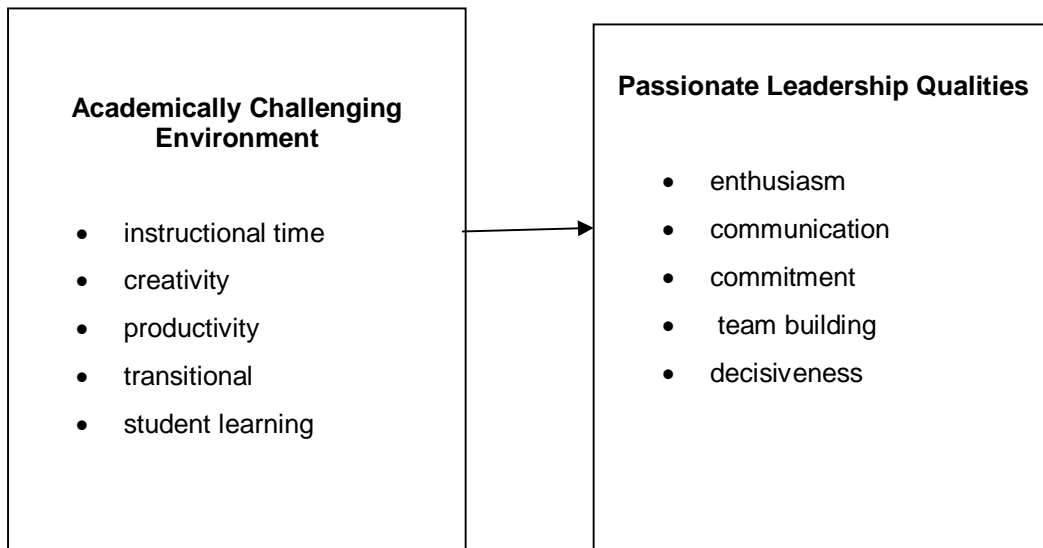 Academically Challenging
Environment
• instructional time
• creativity
• productivity
• transitional
• student learning
Passionate Leadership Qualities
• enthusiasm
• communication
• commitment
• team building
• decisiveness